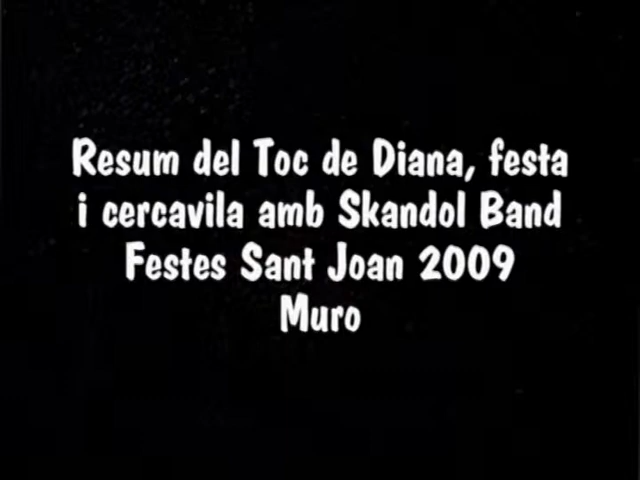 Resum del Toc de Diana, festa
i cercavila amb Skandol Band
Festes Sant Joan 2009
Muro